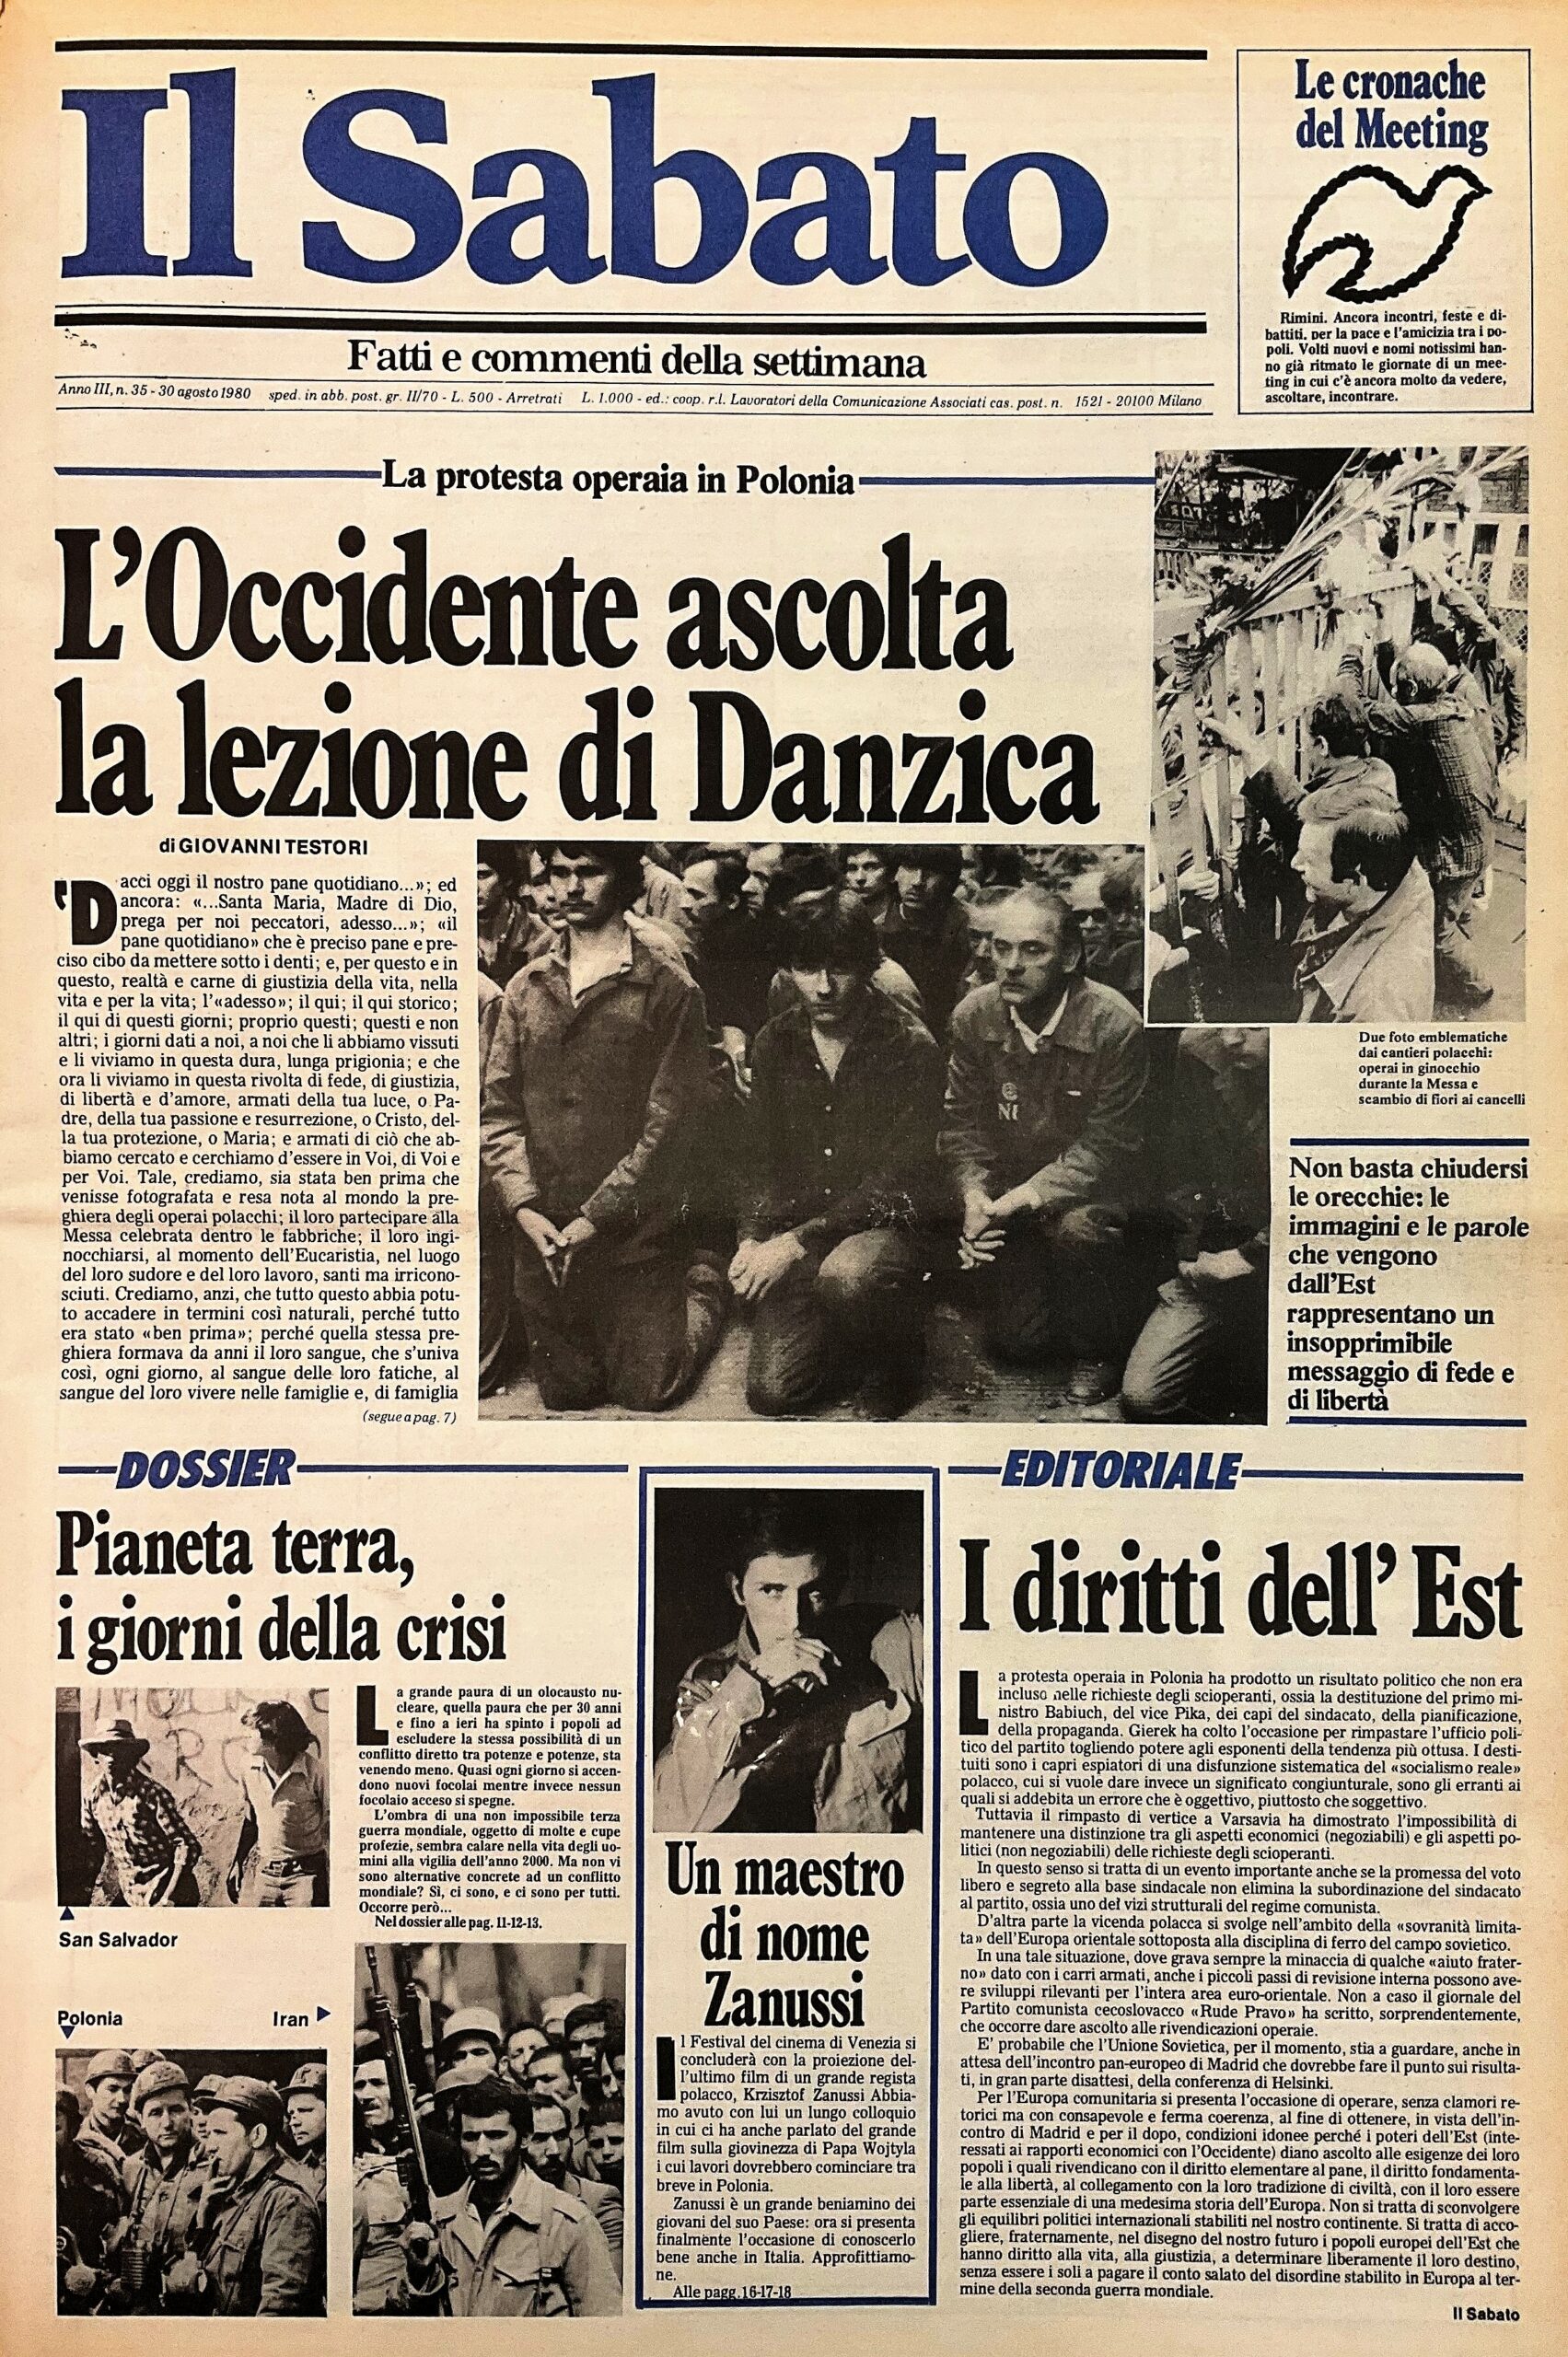 Il Sabato
Fatti e commenti della settimana
Anno III, n. 35 - 30 agosto 1980 sped. in abb. post. gr. II/70 - L. 500 - Arretrati L. 1.000 - ed.: coop. r.l. Lavoratori della Comunicazione Associati cas. post. n. 1521 - 20100 Milano
Le cronache
del Meeting
Rimini. Ancora incontri, feste e di-
battiti, per la pace e l'amicizia tra i po-
poli. Volti nuovi e nomi notissimi han-
no già ritmato le giornate di un mee-
ting in cui c'è ancora molto da vedere,
ascoltare, incontrare.
La protesta operaia in Polonia
L'Occidente ascolta
la lezione di Danzica
di GIOVANNI TESTORI
'Dacci oggi il nostro pane quotidiano...»; ed
ancora: «...Santa Maria, Madre di Dio,
prega per noi peccatori, adesso...»; «il
pane quotidiano» che è preciso pane e pre-
ciso cibo da mettere sotto i denti; e, per questo e in
questo, realtà e carne di giustizia della vita, nella
vita e per la vita; l'«adesso»; il qui; il qui storico;
il qui di questi giorni; proprio questi; questi e non
altri; i giorni dati a noi, a noi che li abbiamo vissuti
e li viviamo in questa dura, lunga prigionia; e che
ora li viviamo in questa rivolta di fede, di giustizia,
di libertà e d'amore, armati della tua luce, o Pa-
dre, della tua passione e resurrezione, o Cristo, del-
la tua protezione, o Maria; e armati di ciò che ab-
biamo cercato e cerchiamo d'essere in Voi, di Voi e
per Voi. Tale, crediamo, sia stata ben prima che
venisse fotografata e resa nota al mondo la pre-
ghiera degli operai polacchi; il loro partecipare alla
Messa celebrata dentro le fabbriche; il loro ingi-
nocchiarsi, al momento dell'Eucaristia, nel luogo
del loro sudore e del loro lavoro, santi ma irricono-
sciuti. Crediamo, anzi, che tutto questo abbia potu-
to accadere in termini così naturali, perché tutto
era stato «ben prima»; perché quella stessa pre-
ghiera formava da anni il loro sangue, che s'univa
così, ogni giorno, al sangue delle loro fatiche, al
sangue del loro vivere nelle famiglie e, di famiglia
(segue a pag. 7)
Due foto emblematiche
dai cantieri polacchi:
operai in ginocchio
durante la Messa e
scambio di fiori ai cancelli
Non basta chiudersi
le orecchie: le
immagini e le parole
che vengono
dall'Est
rappresentano un
insopprimibile
messaggio di fede e
di libertà
DOSSIER
Pianeta terra,
i giorni della crisi
La grande paura di un olocausto nu-
cleare, quella paura che per 30 anni
e fino a ieri ha spinto i popoli ad
escludere la stessa possibilità di un
conflitto diretto tra potenze e potenze, sta
venendo meno. Quasi ogni giorno si accen-
dono nuovi focolai mentre invece nessun
focolaio acceso si spegne.
L'ombra di una non impossibile terza
guerra mondiale, oggetto di molte e cupe
profezie, sembra calare nella vita degli uo-
mini alla vigilia dell'anno 2000. Ma non vi
sono alternative concrete ad un conflitto
mondiale? Sì, ci sono, e ci sono per tutti.
Occorre però...
Nel dossier alle pag. 11-12-13.
San Salvador
Polonia
Iran
Un maestro
di nome
Zanussi
Il Festival del cinema di Venezia si
concluderà con la proiezione del-
l'ultimo film di un grande regista
polacco, Krzisztof Zanussi Abbia-
mo avuto con lui un lungo colloquio
in cui ci ha anche parlato del grande
film sulla giovinezza di Papa Wojtyla
i cui lavori dovrebbero cominciare tra
breve in Polonia.
Zanussi è un grande beniamino dei
giovani del suo Paese: ora si presenta
finalmente l'occasione di conoscerlo
bene anche in Italia. Approfittiamo-
ne.
Alle pagg. 16-17-18
EDITORIALE
I diritti dell' Est
La protesta operaia in Polonia ha prodotto un risultato politico che non era
incluso nelle richieste degli scioperanti, ossia la destituzione del primo mi-
nistro Babiuch, del vice Pika, dei capi del sindacato, della pianificazione,
della propaganda. Gierek ha colto l'occasione per rimpastare l'ufficio poli-
tico del partito togliendo potere agli esponenti della tendenza più ottusa. I desti-
tuiti sono i capri espiatori di una disfunzione sistematica del «socialismo reale»
polacco, cui si vuole dare invece un significato congiunturale, sono gli erranti ai
quali si addebita un errore che è oggettivo, piuttosto che soggettivo.
Tuttavia il rimpasto di vertice a Varsavia ha dimostrato l'impossibilità di
mantenere una distinzione tra gli aspetti economici (negoziabili) e gli aspetti po-
litici (non negoziabili) delle richieste degli scioperanti.
In questo senso si tratta di un evento importante anche se la promessa del voto
libero e segreto alla base sindacale non elimina la subordinazione del sindacato
al partito, ossia uno dei vizi strutturali del regime comunista.
D'altra parte la vicenda polacca si svolge nell'ambito della «sovranità limita-
ta» dell'Europa orientale sottoposta alla disciplina di ferro del campo sovietico.
In una tale situazione, dove grava sempre la minaccia di qualche «aiuto frater-
no» dato con i carri armati, anche i piccoli passi di revisione interna possono ave-
re sviluppi rilevanti per l'intera area euro-orientale. Non a caso il giornale del
Partito comunista cecoslovacco «Rude Pravo» ha scritto, sorprendentemente,
che occorre dare ascolto alle rivendicazioni operaie.
E' probabile che l'Unione Sovietica, per il momento, stia a guardare, anche in
attesa dell'incontro pan-europeo di Madrid che dovrebbe fare il punto sui risulta-
ti, in gran parte disattesi, della conferenza di Helsinki.
Per l'Europa comunitaria si presenta l'occasione di operare, senza clamori re-
torici ma con consapevole e ferma coerenza, al fine di ottenere, in vista dell'in-
contro di Madrid e per il dopo, condizioni idonee perché i poteri dell'Est (inte-
ressati ai rapporti economici con l'Occidente) diano ascolto alle esigenze dei loro
popoli i quali rivendicano con il diritto elementare al pane, il diritto fondamenta-
le alla libertà, al collegamento con la loro tradizione di civiltà, con il loro essere
parte essenziale di una medesima storia dell'Europa. Non si tratta di sconvolgere
gli equilibri politici internazionali stabiliti nel nostro continente. Si tratta di acco-
gliere, fraternamente, nel disegno del nostro futuro i popoli europei dell'Est che
hanno diritto alla vita, alla giustizia, a determinare liberamente il loro destino,
senza essere i soli a pagare il conto salato del disordine stabilito in Europa al ter-
mine della seconda guerra mondiale.
Il Sabato